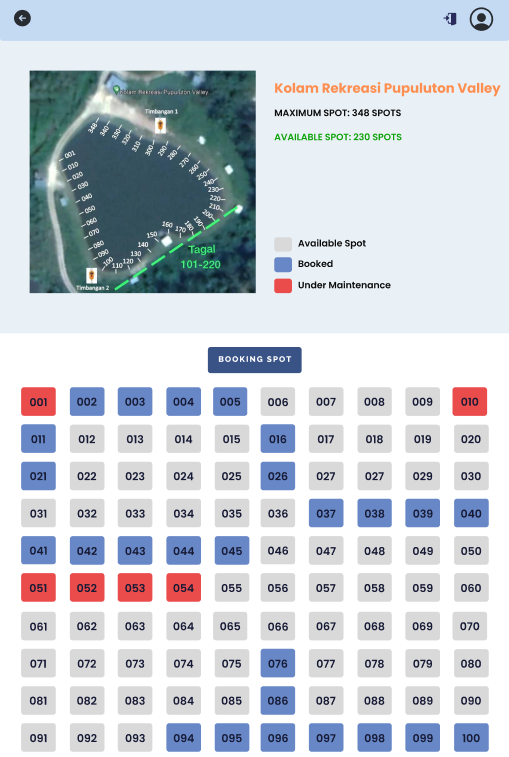 Kolam Rekreasi Pupuluton Valley
MAXIMUM SPOT: 348 SPOTS
AVAILABLE SPOT: 230 SPOTS
Kolam Rekreasi Pupuluton Valley
Timbangan 1
348
340
330
320
310
300
290
280
270
260
250
240
230
220
210
200
190
180
170
160
150
140
130
120
110
100
090
080
070
060
050
040
030
020
010
001
Tagal
101-220
Timbangan 2
Available Spot
Booked
Under Maintenance
BOOKING SPOT
001 002 003 004 005 006 007 008 009 010
011 012 013 014 015 016 017 018 019 020
021 022 023 024 025 026 027 027 029 030
031 032 033 034 035 036 037 038 039 040
041 042 043 044 045 046 047 048 049 050
051 052 053 054 055 056 057 058 059 060
061 062 063 064 065 066 067 068 069 070
071 072 073 074 075 076 077 078 079 080
081 082 083 084 085 086 087 088 089 090
091 092 093 094 095 096 097 098 099 100